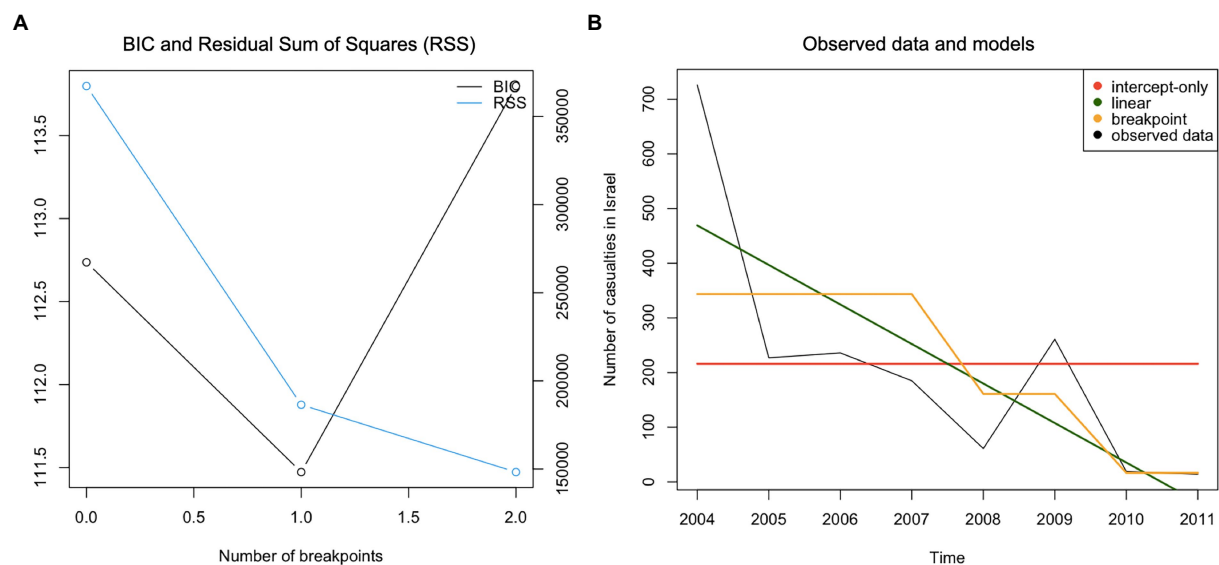 A
BIC and Residual Sum of Squares (RSS)
BIC
RSS
113.5
113.0
112.5
112.0
111.5
350000
300000
250000
200000
150000
0.0 0.5 1.0 1.5 2.0
Number of breakpoints
B
Observed data and models
intercept-only
linear
breakpoint
observed data
Number of casualties in Israel
700
600
500
400
300
200
100
0
2004 2005 2006 2007 2008 2009 2010 2011
Time